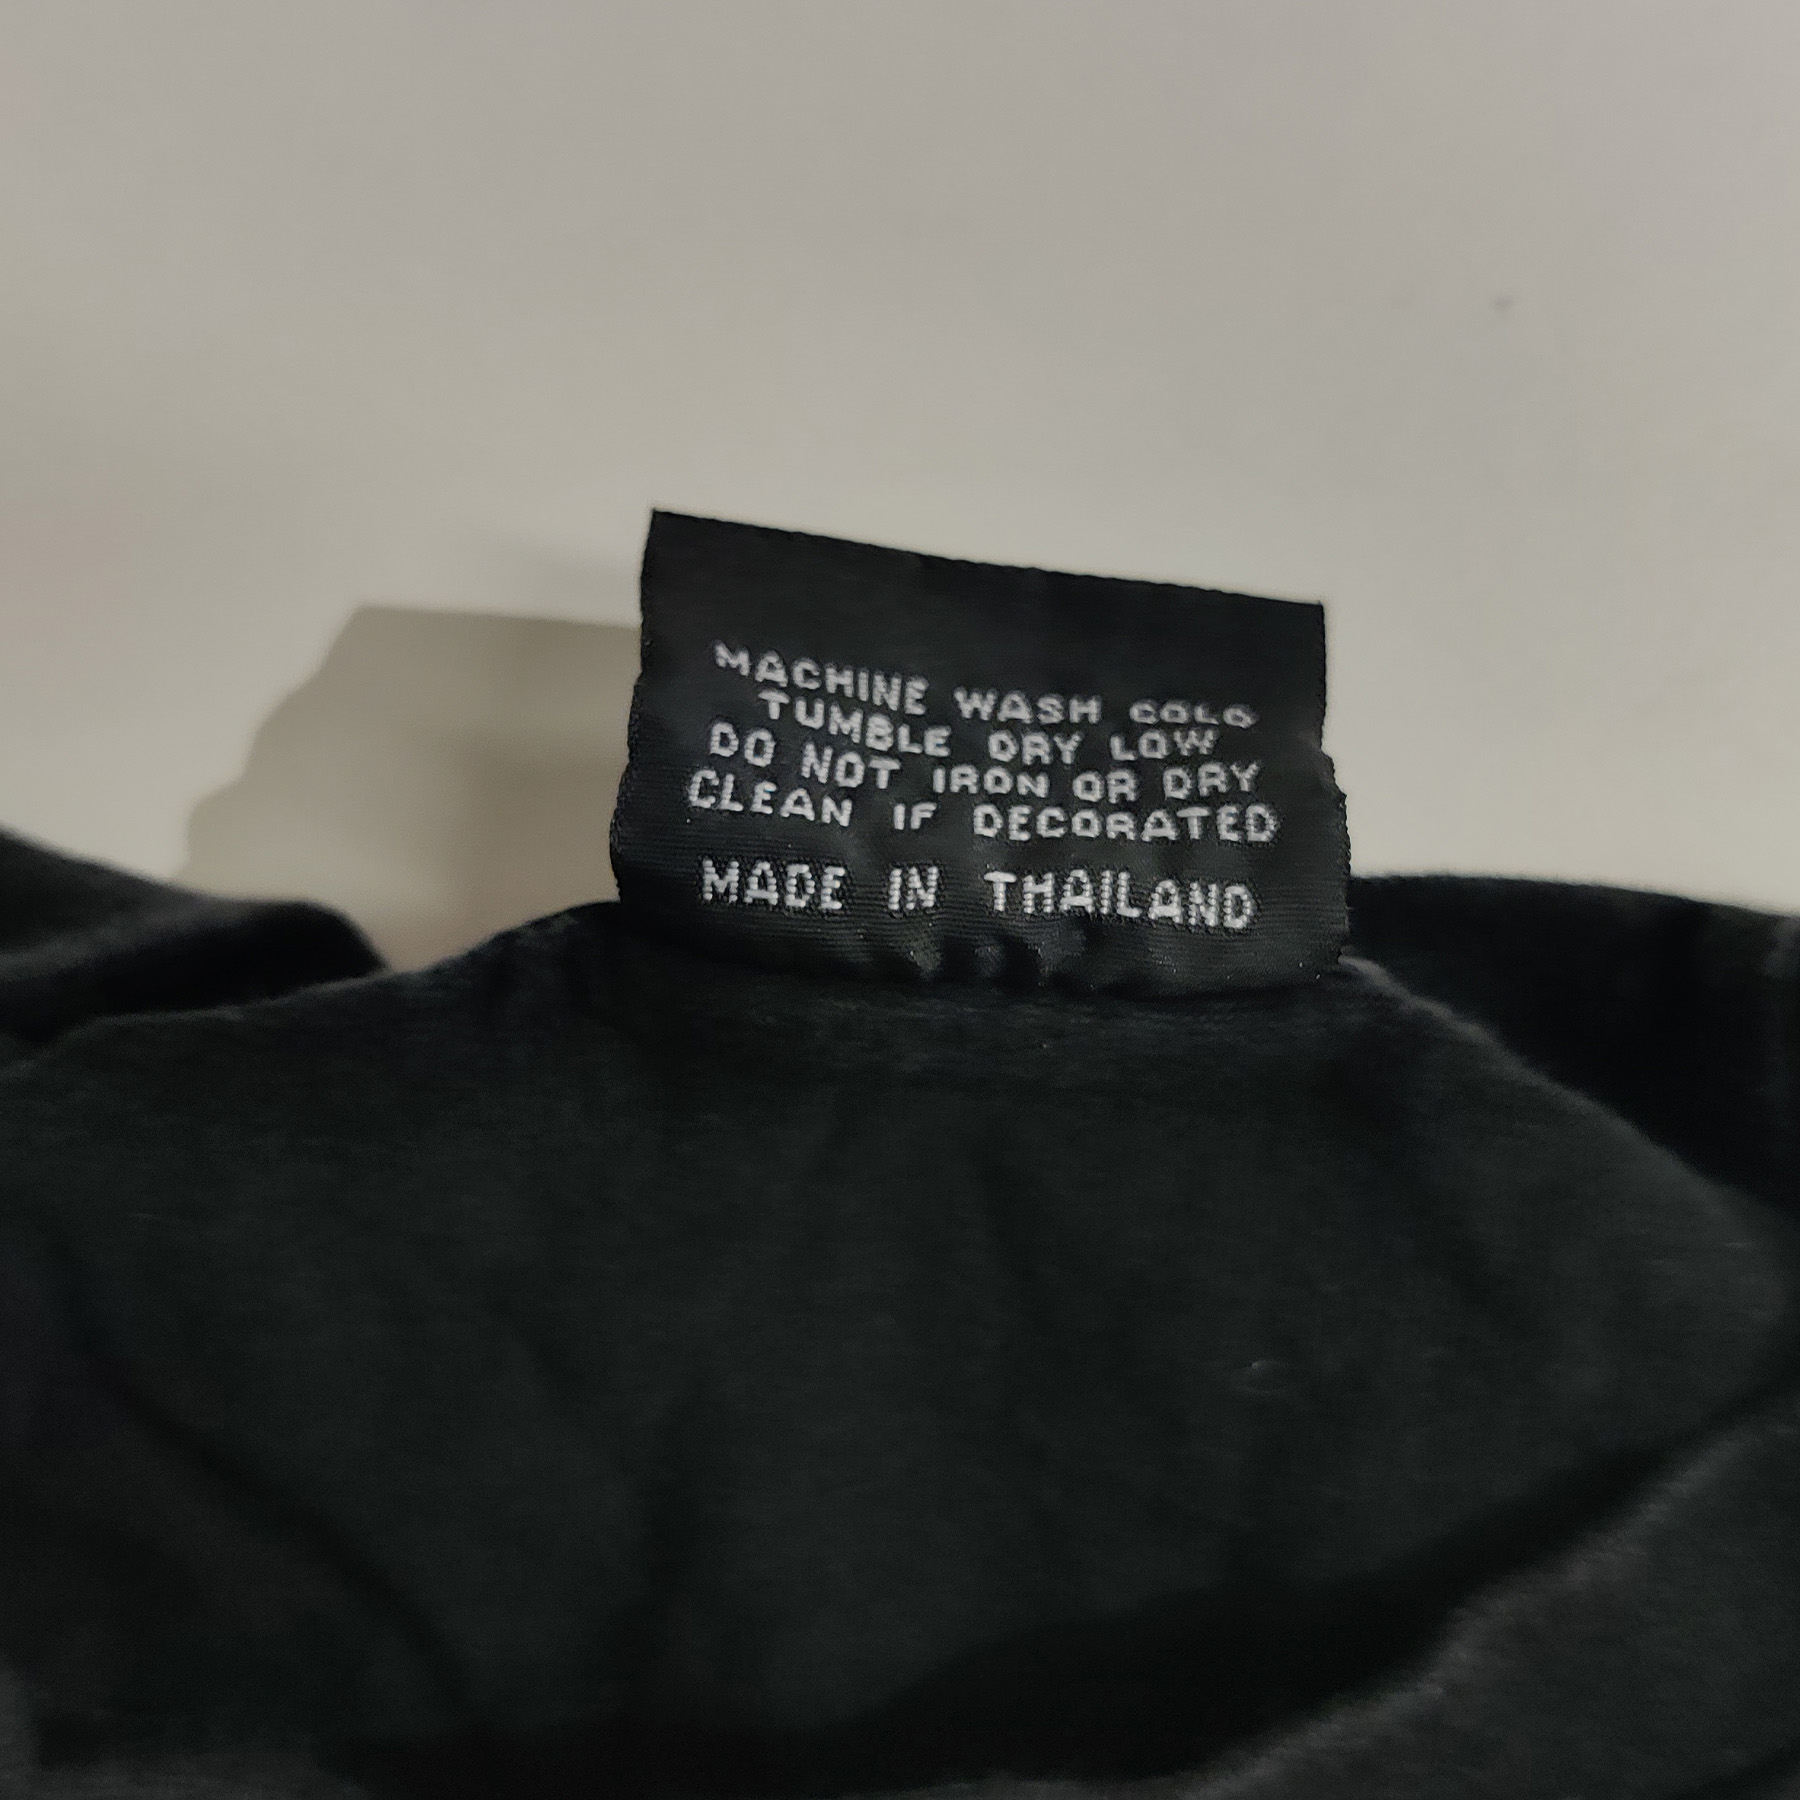 MACHINE WASH COLD
TUMBLE DRY LOW
DO NOT IRON OR DRY
CLEAN IF DECORATED
MADE IN THAILAND